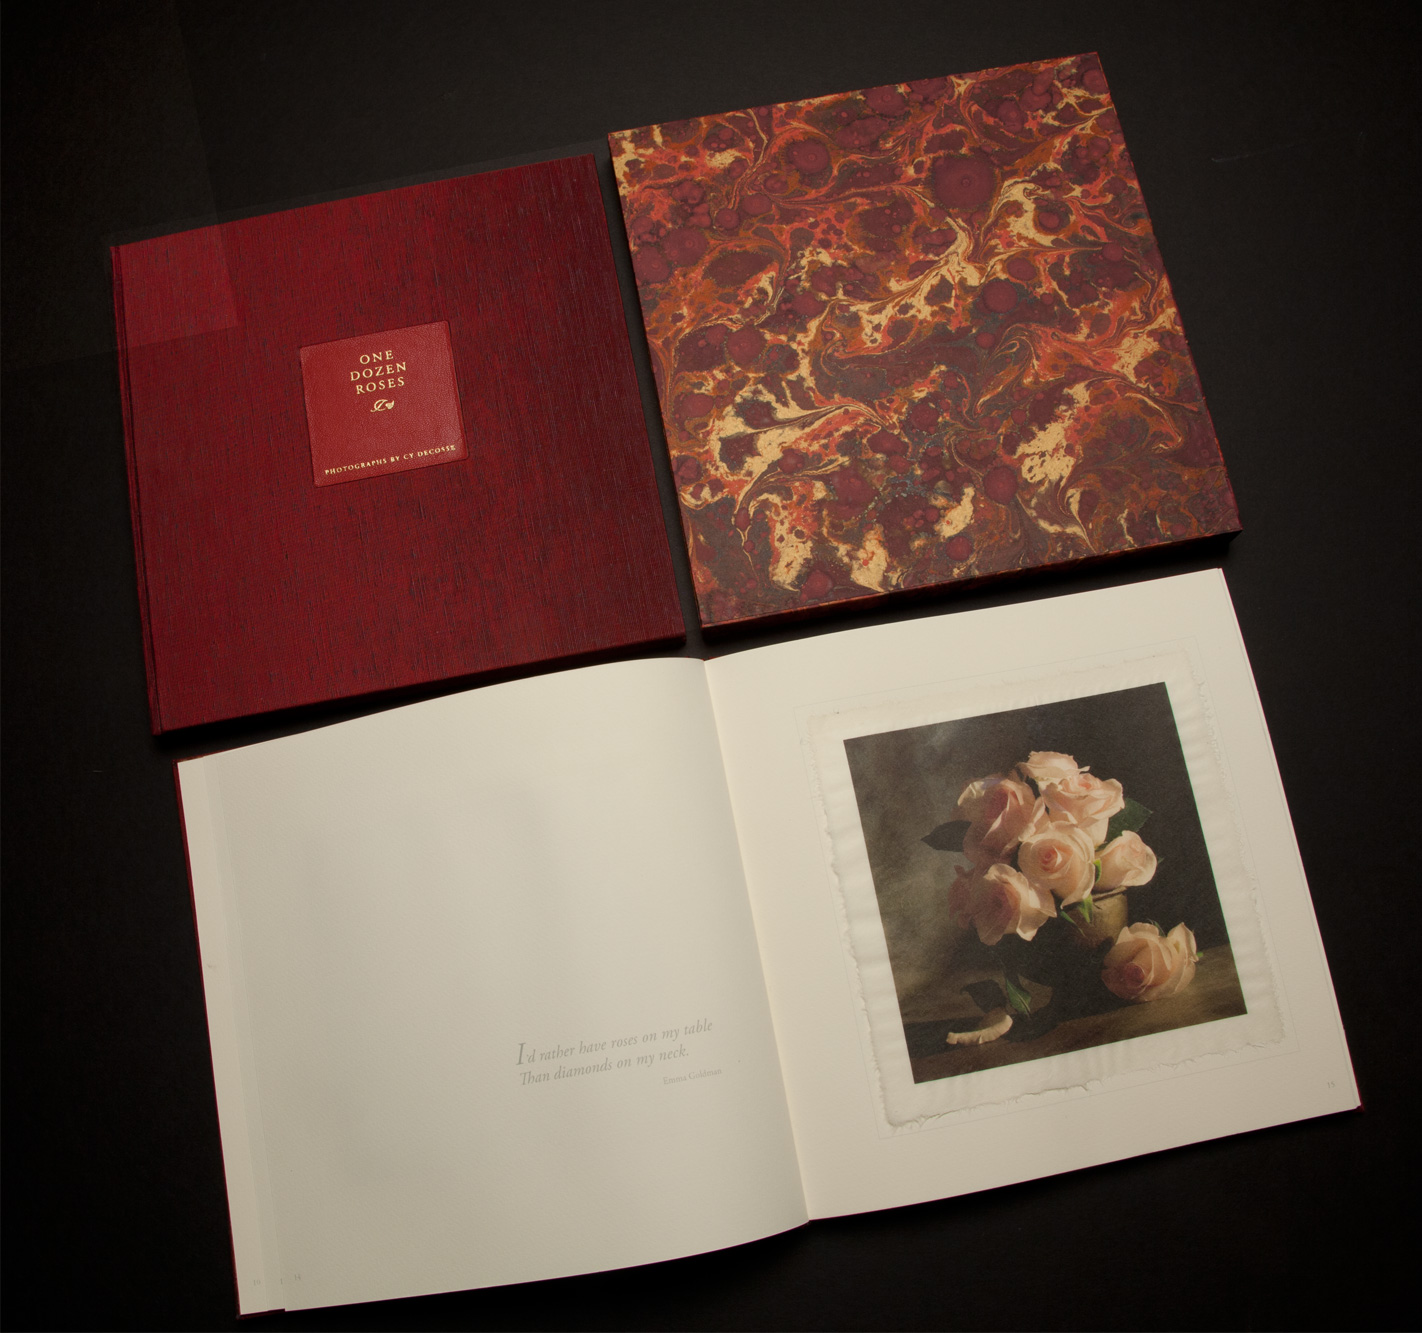 ONE
DOZEN
ROSES
PHOTOGRAPHS BY CY DECOSSE
I'd rather have roses on my table
Than diamonds on my neck.
Emma Goldman
35